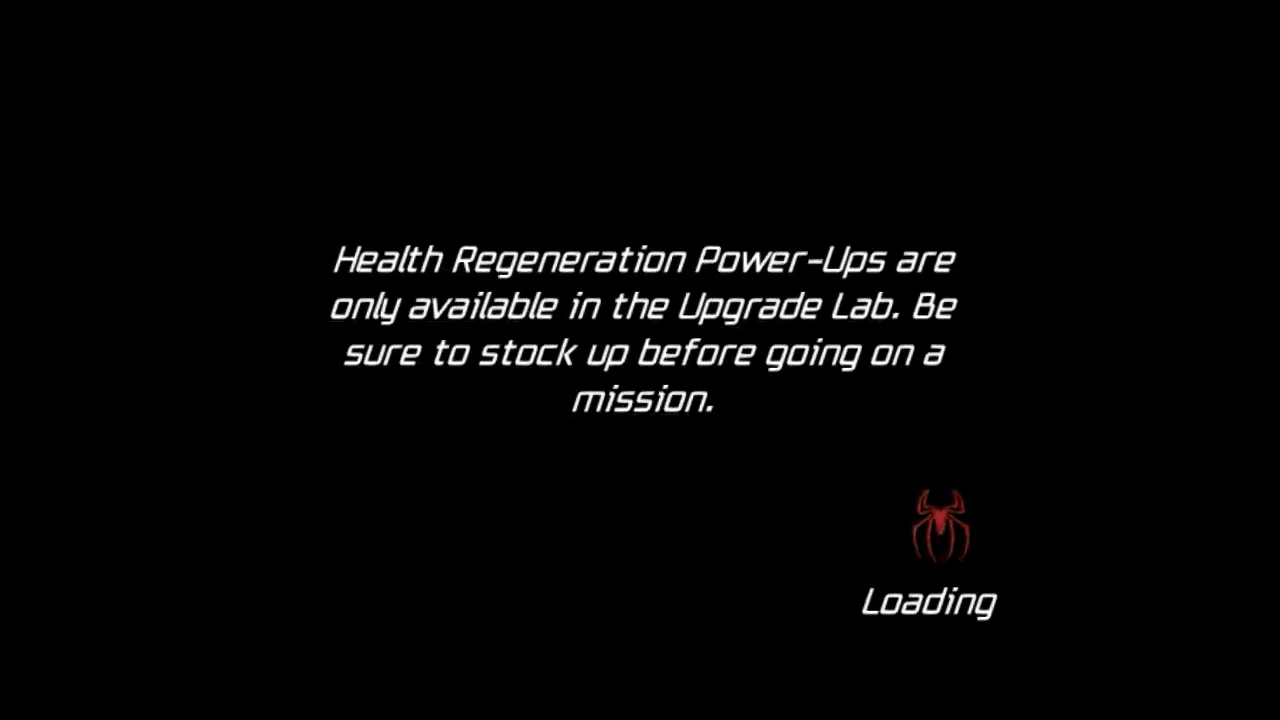 Health Regeneration Power-Ups are
only available in the Upgrade Lab. Be
sure to stock up before going on a
mission.
Loading